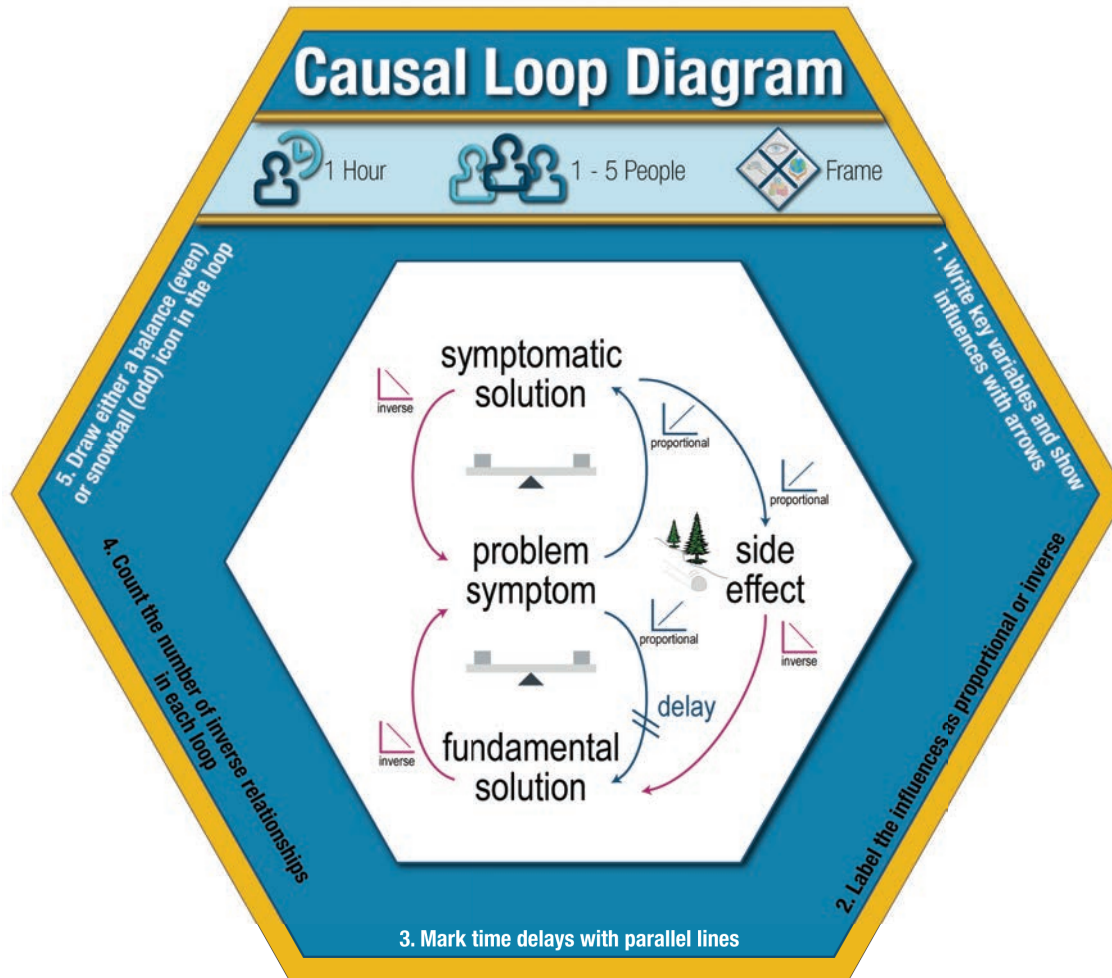 Causal Loop Diagram
1 Hour
1 - 5 People
Frame
1. Write key variables and show
influences with arrows
2. Label the influences as proportional or inverse
3. Mark time delays with parallel lines
4. Count the number of inverse relationships
in each loop
5. Draw either a balance (even)
or snowball (odd) icon in the loop
symptomatic
solution
inverse
proportional
proportional
problem
symptom
side
effect
proportional
inverse
delay
inverse
fundamental
solution